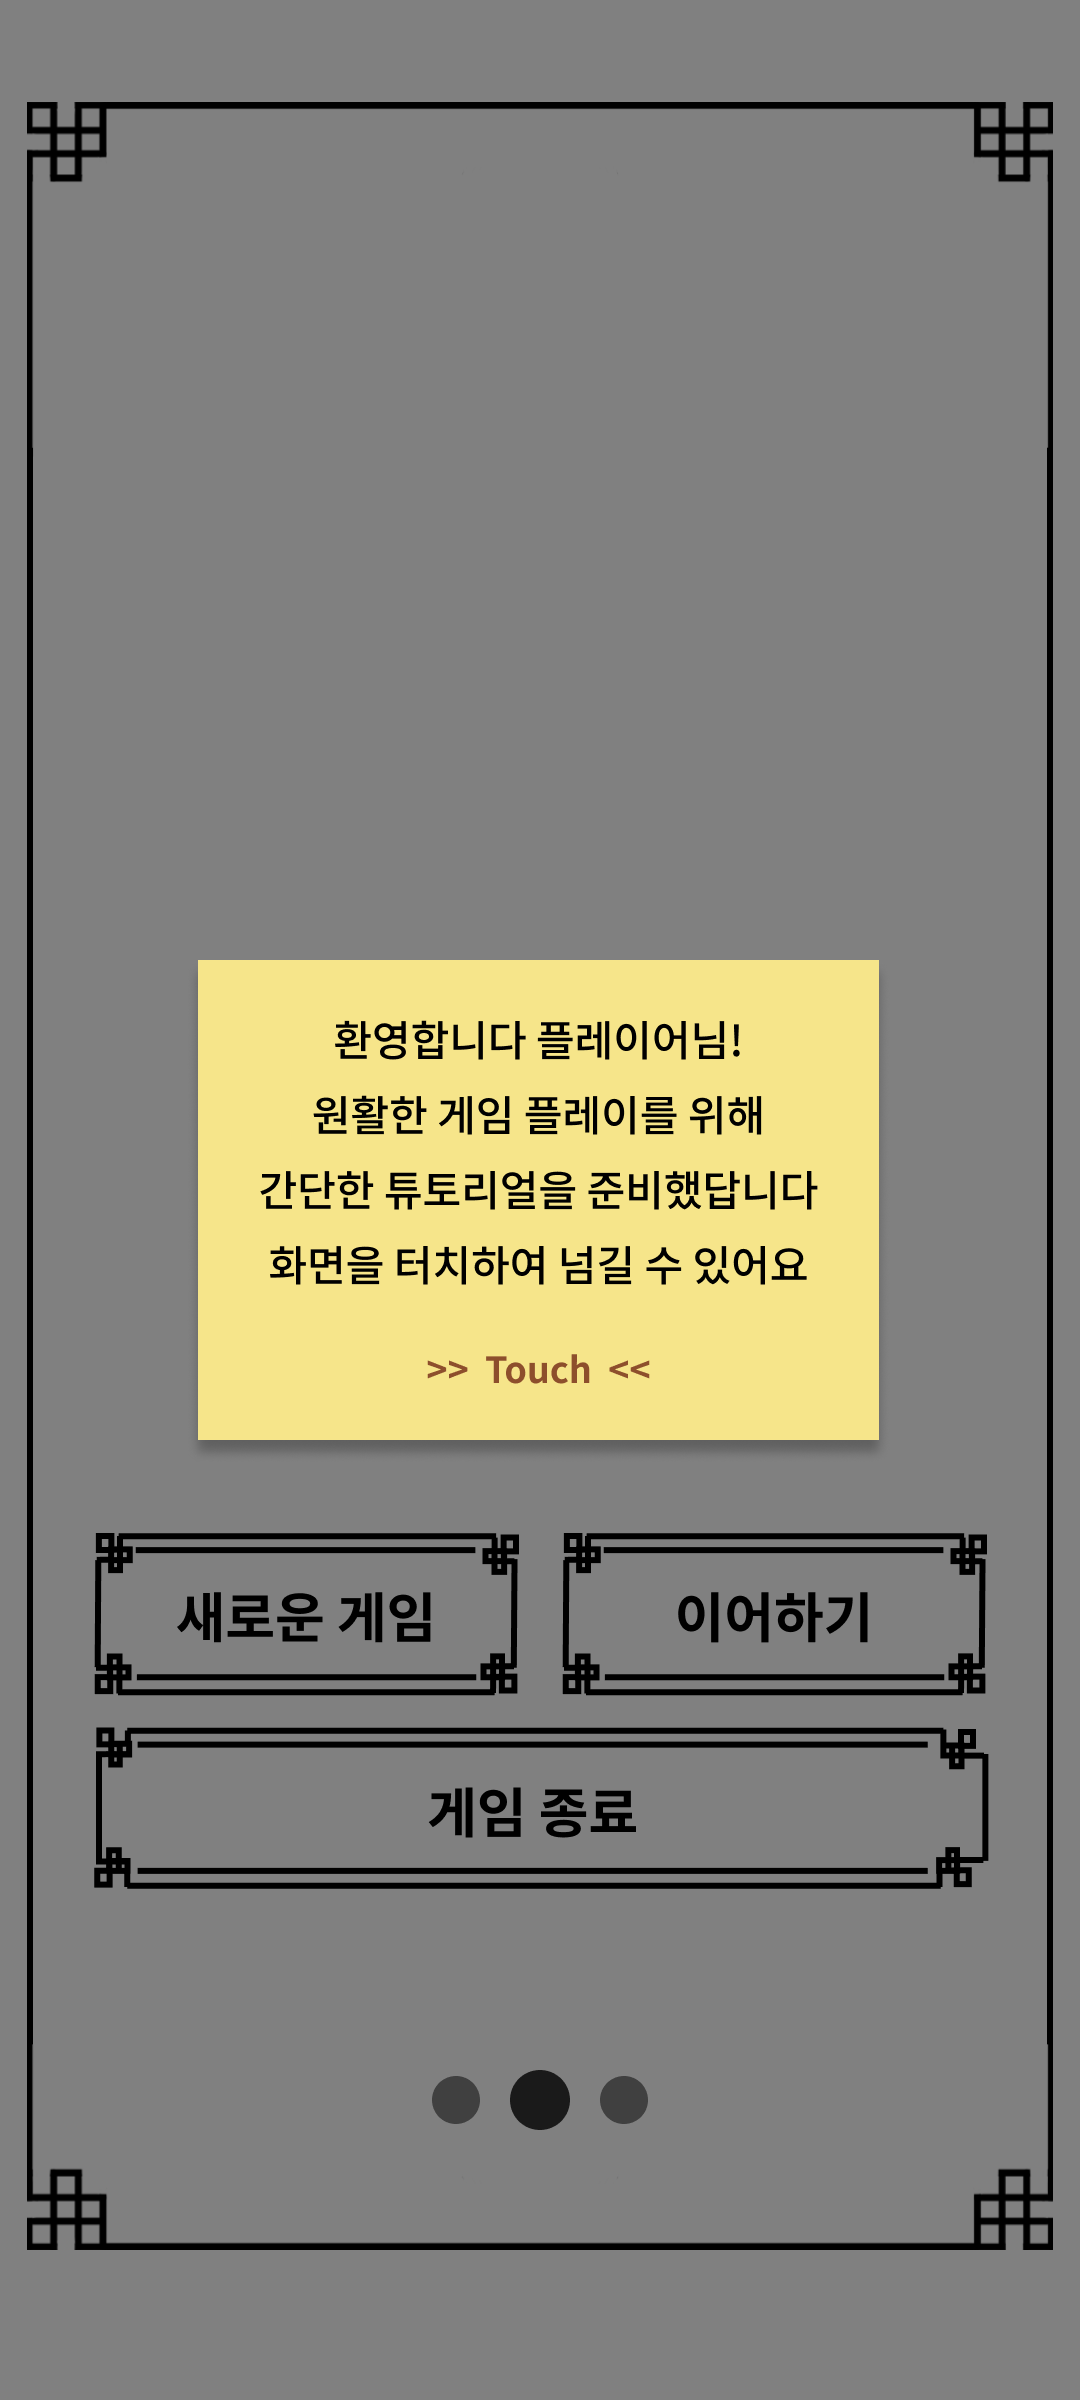 환영합니다 플레이어님!
원활한 게임 플레이를 위해
간단한 튜토리얼을 준비했답니다
화면을 터치하여 넘길 수 있어요
>> Touch <<
새로운 게임
이어하기
게임 종료